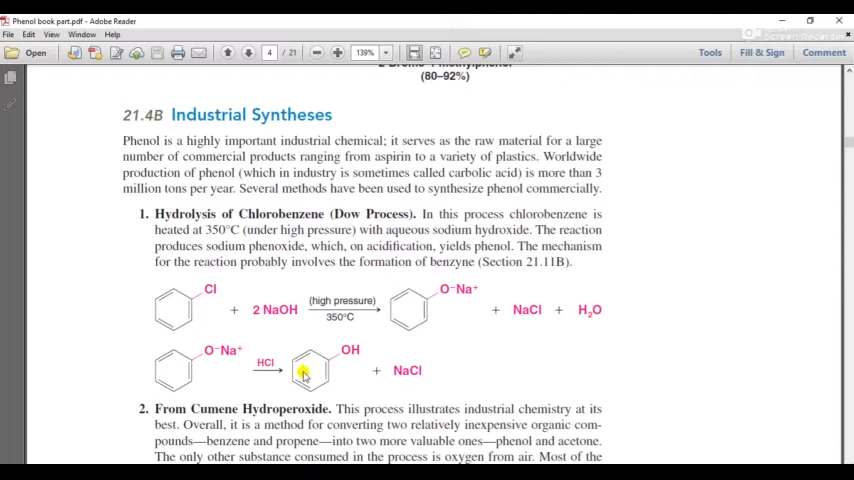 Phenol book part.pdf - Adobe Reader
File Edit View Window Help
Open 4 / 21 139% Tools Fill & Sign Comment
(80–92%)
21.4B Industrial Syntheses
Phenol is a highly important industrial chemical; it serves as the raw material for a large
number of commercial products ranging from aspirin to a variety of plastics. Worldwide
production of phenol (which in industry is sometimes called carbolic acid) is more than 3
million tons per year. Several methods have been used to synthesize phenol commercially.
1. Hydrolysis of Chlorobenzene (Dow Process). In this process chlorobenzene is
heated at 350°C (under high pressure) with aqueous sodium hydroxide. The reaction
produces sodium phenoxide, which, on acidification, yields phenol. The mechanism
for the reaction probably involves the formation of benzyne (Section 21.11B).
Cl + 2 NaOH (high pressure) 350°C O⁻Na⁺ + NaCl + H₂O
O⁻Na⁺ HCl OH + NaCl
2. From Cumene Hydroperoxide. This process illustrates industrial chemistry at its
best. Overall, it is a method for converting two relatively inexpensive organic com-
pounds—benzene and propene—into two more valuable ones—phenol and acetone.
The only other substance consumed in the process is oxygen from air. Most of the